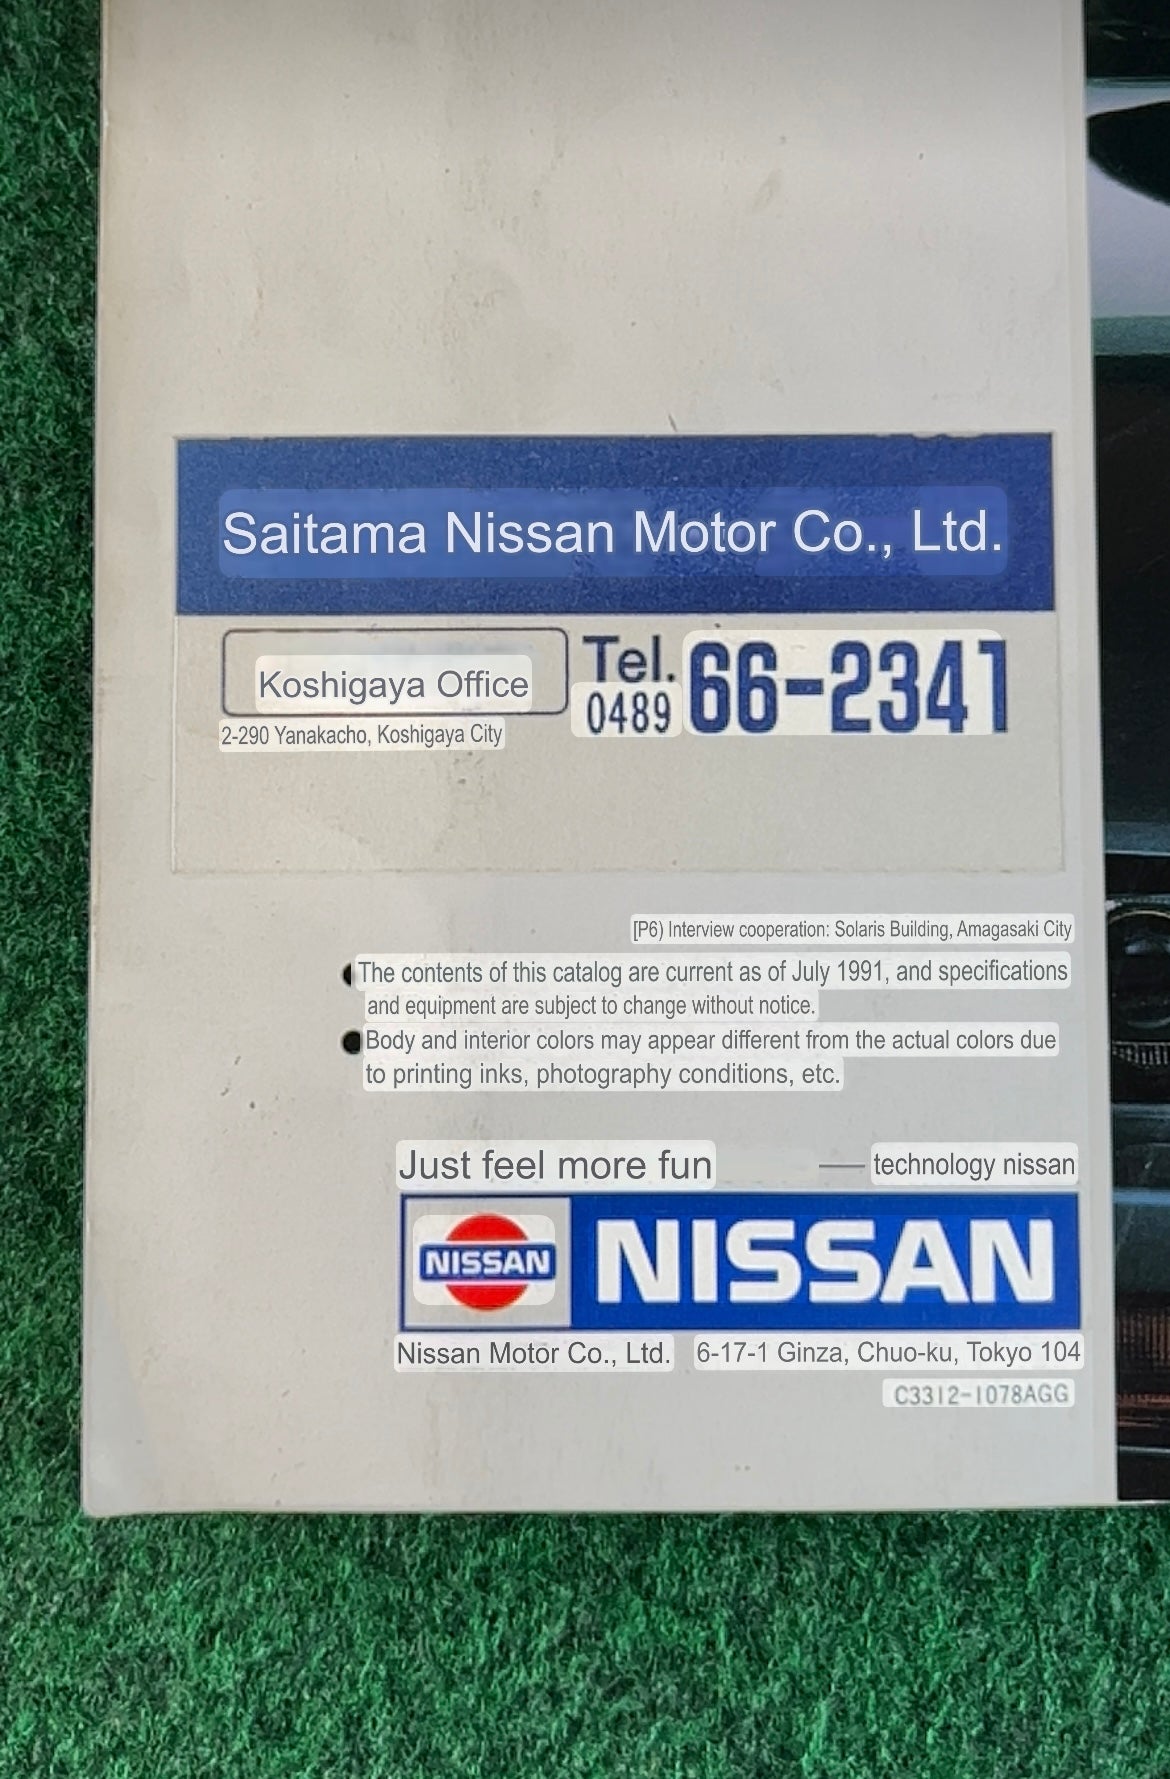 Saitama Nissan Motor Co., Ltd.
Koshigaya Office
Tel.
0489
66-2341
2-290 Yanakacho, Koshigaya City
[P6) Interview cooperation: Solaris Building, Amagasaki City
The contents of this catalog are current as of July 1991, and specifications
and equipment are subject to change without notice.
●Body and interior colors may appear different from the actual colors due
to printing inks, photography conditions, etc.
Just feel more fun
— technology nissan
NISSAN
NISSAN
Nissan Motor Co., Ltd. 6-17-1 Ginza, Chuo-ku, Tokyo 104
C3312-1078AGG